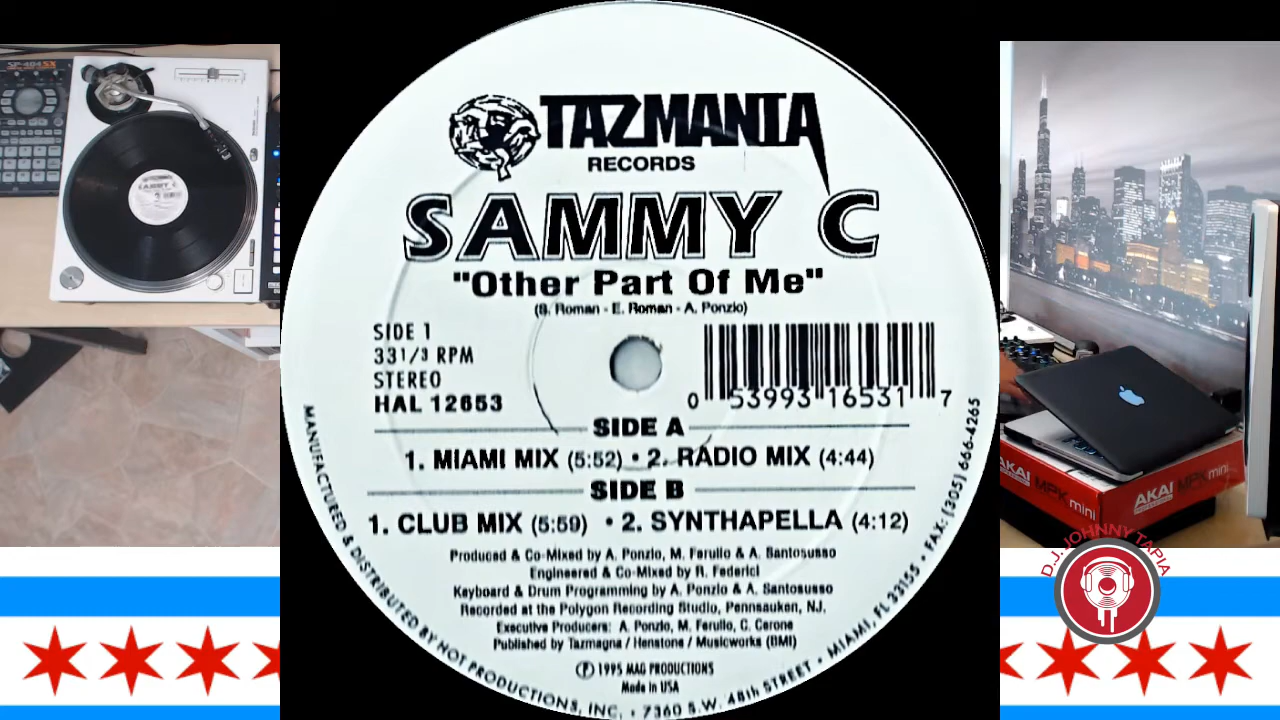 TAZMANIA
RECORDS
SAMMY C
"Other Part Of Me"
(S. Roman - E. Roman - A. Ponzio)
SIDE 1
33 1/3 RPM
STEREO
HAL 12653
0 53993 16531 7
SIDE A
1. MIAMI MIX (5:52) • 2. RADIO MIX (4:44)
SIDE B
1. CLUB MIX (5:59) • 2. SYNTHAPELLA (4:12)
Produced & Co-Mixed by A. Ponzio, M. Ferullo & A. Santosusso
Engineered & Co-Mixed by R. Federici
Keyboard & Drum Programming by A. Ponzio & A. Santosusso
Recorded at the Polygon Recording Studio, Pennsauken, NJ.
Executive Producers: A. Ponzio, M. Ferullo, C. Cerone
Published by Tazmagna / Henstone / Musicworks (BMI)
Ⓟ 1995 MAG PRODUCTIONS
Made in USA
MANUFACTURED & DISTRIBUTED BY HOT PRODUCTIONS, INC. • 7360 S.W. 48th STREET • MIAMI, FL 33155 • FAX: (305) 666-4265
SP-404SX
SAMMY C
AKAI
MPK mini
AKAI
PROFESSIONAL
MPK mini
D.J. JOHNNY TAPIA